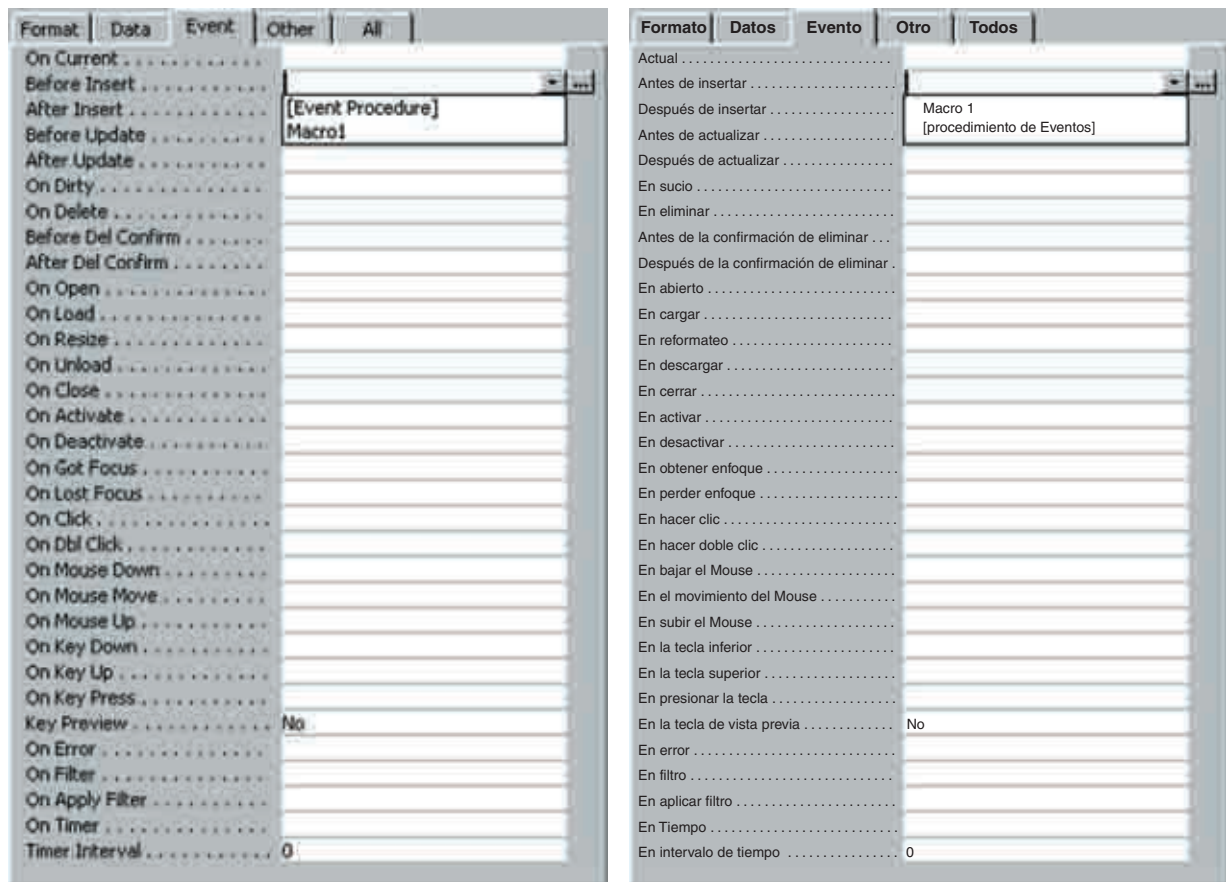 Format Data Event Other All
On Current . . . . . . . . . . . .
Before Insert . . . . . . . . . . .
After Insert . . . . . . . . . . . [Event Procedure]
Before Update . . . . . . . . . Macro1
After Update . . . . . . . . . .
On Dirty . . . . . . . . . . . . .
On Delete . . . . . . . . . . . .
Before Del Confirm . . . . . . .
After Del Confirm . . . . . . . .
On Open . . . . . . . . . . . . .
On Load . . . . . . . . . . . . .
On Resize . . . . . . . . . . . .
On Unload . . . . . . . . . . . .
On Close . . . . . . . . . . . . .
On Activate . . . . . . . . . . .
On Deactivate . . . . . . . . . .
On Got Focus . . . . . . . . . .
On Lost Focus . . . . . . . . . .
On Click . . . . . . . . . . . . . .
On Dbl Click . . . . . . . . . . .
On Mouse Down . . . . . . . . .
On Mouse Move . . . . . . . . .
On Mouse Up . . . . . . . . . . .
On Key Down . . . . . . . . . .
On Key Up . . . . . . . . . . . .
On Key Press . . . . . . . . . . .
Key Preview . . . . . . . . . . . No
On Error . . . . . . . . . . . . .
On Filter . . . . . . . . . . . . .
On Apply Filter . . . . . . . . .
On Timer . . . . . . . . . . . . .
Timer Interval . . . . . . . . . . 0
Formato Datos Evento Otro Todos
Actual . . . . . . . . . . . . . . . . . . . . . . . . . .
Antes de insertar . . . . . . . . . . . . . . . . .
Después de insertar . . . . . . . . . . . . . . . Macro 1
Antes de actualizar . . . . . . . . . . . . . . . [procedimiento de Eventos]
Después de actualizar . . . . . . . . . . . . .
En sucio . . . . . . . . . . . . . . . . . . . . . . . .
En eliminar . . . . . . . . . . . . . . . . . . . . . .
Antes de la confirmación de eliminar . . .
Después de la confirmación de eliminar .
En abierto . . . . . . . . . . . . . . . . . . . . . . .
En cargar . . . . . . . . . . . . . . . . . . . . . . .
En reformateo . . . . . . . . . . . . . . . . . . . .
En descargar . . . . . . . . . . . . . . . . . . . . .
En cerrar . . . . . . . . . . . . . . . . . . . . . . . .
En activar . . . . . . . . . . . . . . . . . . . . . . .
En desactivar . . . . . . . . . . . . . . . . . . . .
En obtener enfoque . . . . . . . . . . . . . . . .
En perder enfoque . . . . . . . . . . . . . . . . .
En hacer clic . . . . . . . . . . . . . . . . . . . . .
En hacer doble clic . . . . . . . . . . . . . . . .
En bajar el Mouse . . . . . . . . . . . . . . . . .
En el movimiento del Mouse . . . . . . . . . .
En subir el Mouse . . . . . . . . . . . . . . . . .
En la tecla inferior . . . . . . . . . . . . . . . . .
En la tecla superior . . . . . . . . . . . . . . . .
En presionar la tecla . . . . . . . . . . . . . . .
En la tecla de vista previa . . . . . . . . . . . No
En error . . . . . . . . . . . . . . . . . . . . . . . .
En filtro . . . . . . . . . . . . . . . . . . . . . . . . .
En aplicar filtro . . . . . . . . . . . . . . . . . . .
En Tiempo . . . . . . . . . . . . . . . . . . . . . .
En intervalo de tiempo . . . . . . . . . . . . . 0